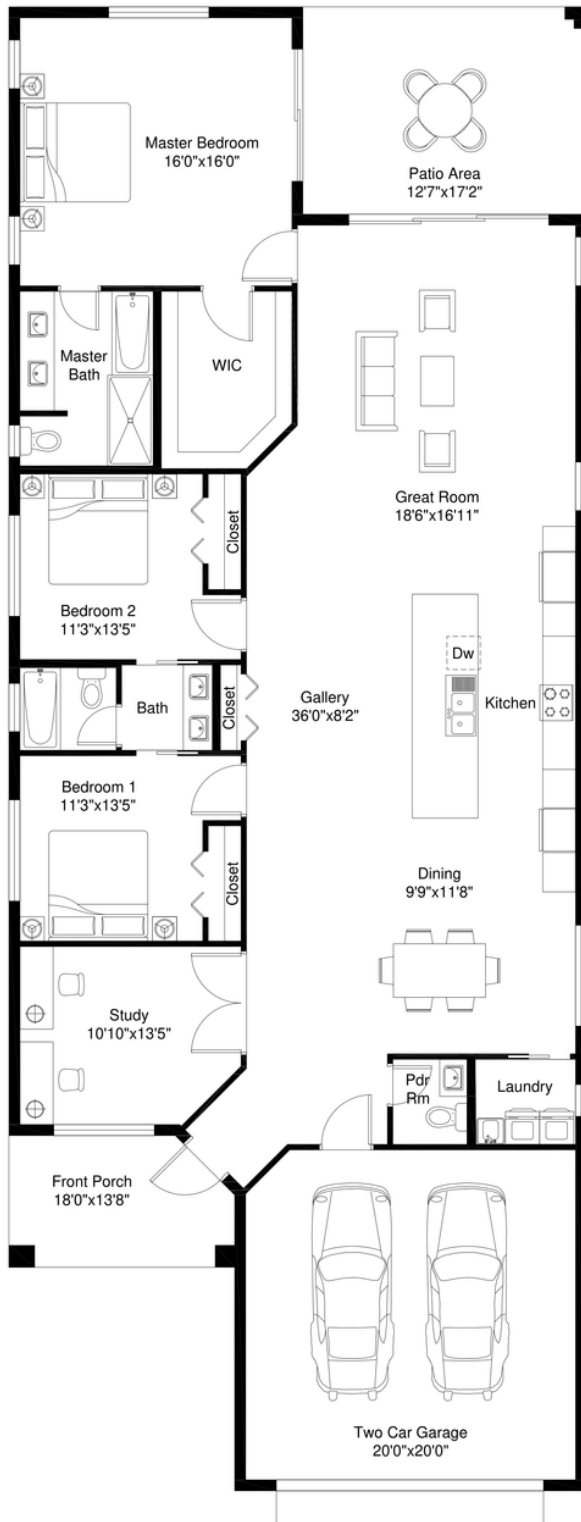 Master Bedroom
16'0"x16'0"
Patio Area
12'7"x17'2"
Master
Bath
WIC
Great Room
18'6"x16'11"
Closet
Bedroom 2
11'3"x13'5"
Dw
Bath
Closet
Gallery
36'0"x8'2"
Kitchen
Bedroom 1
11'3"x13'5"
Closet
Dining
9'9"x11'8"
Study
10'10"x13'5"
Pdr
Rm
Laundry
Front Porch
18'0"x13'8"
Two Car Garage
20'0"x20'0"